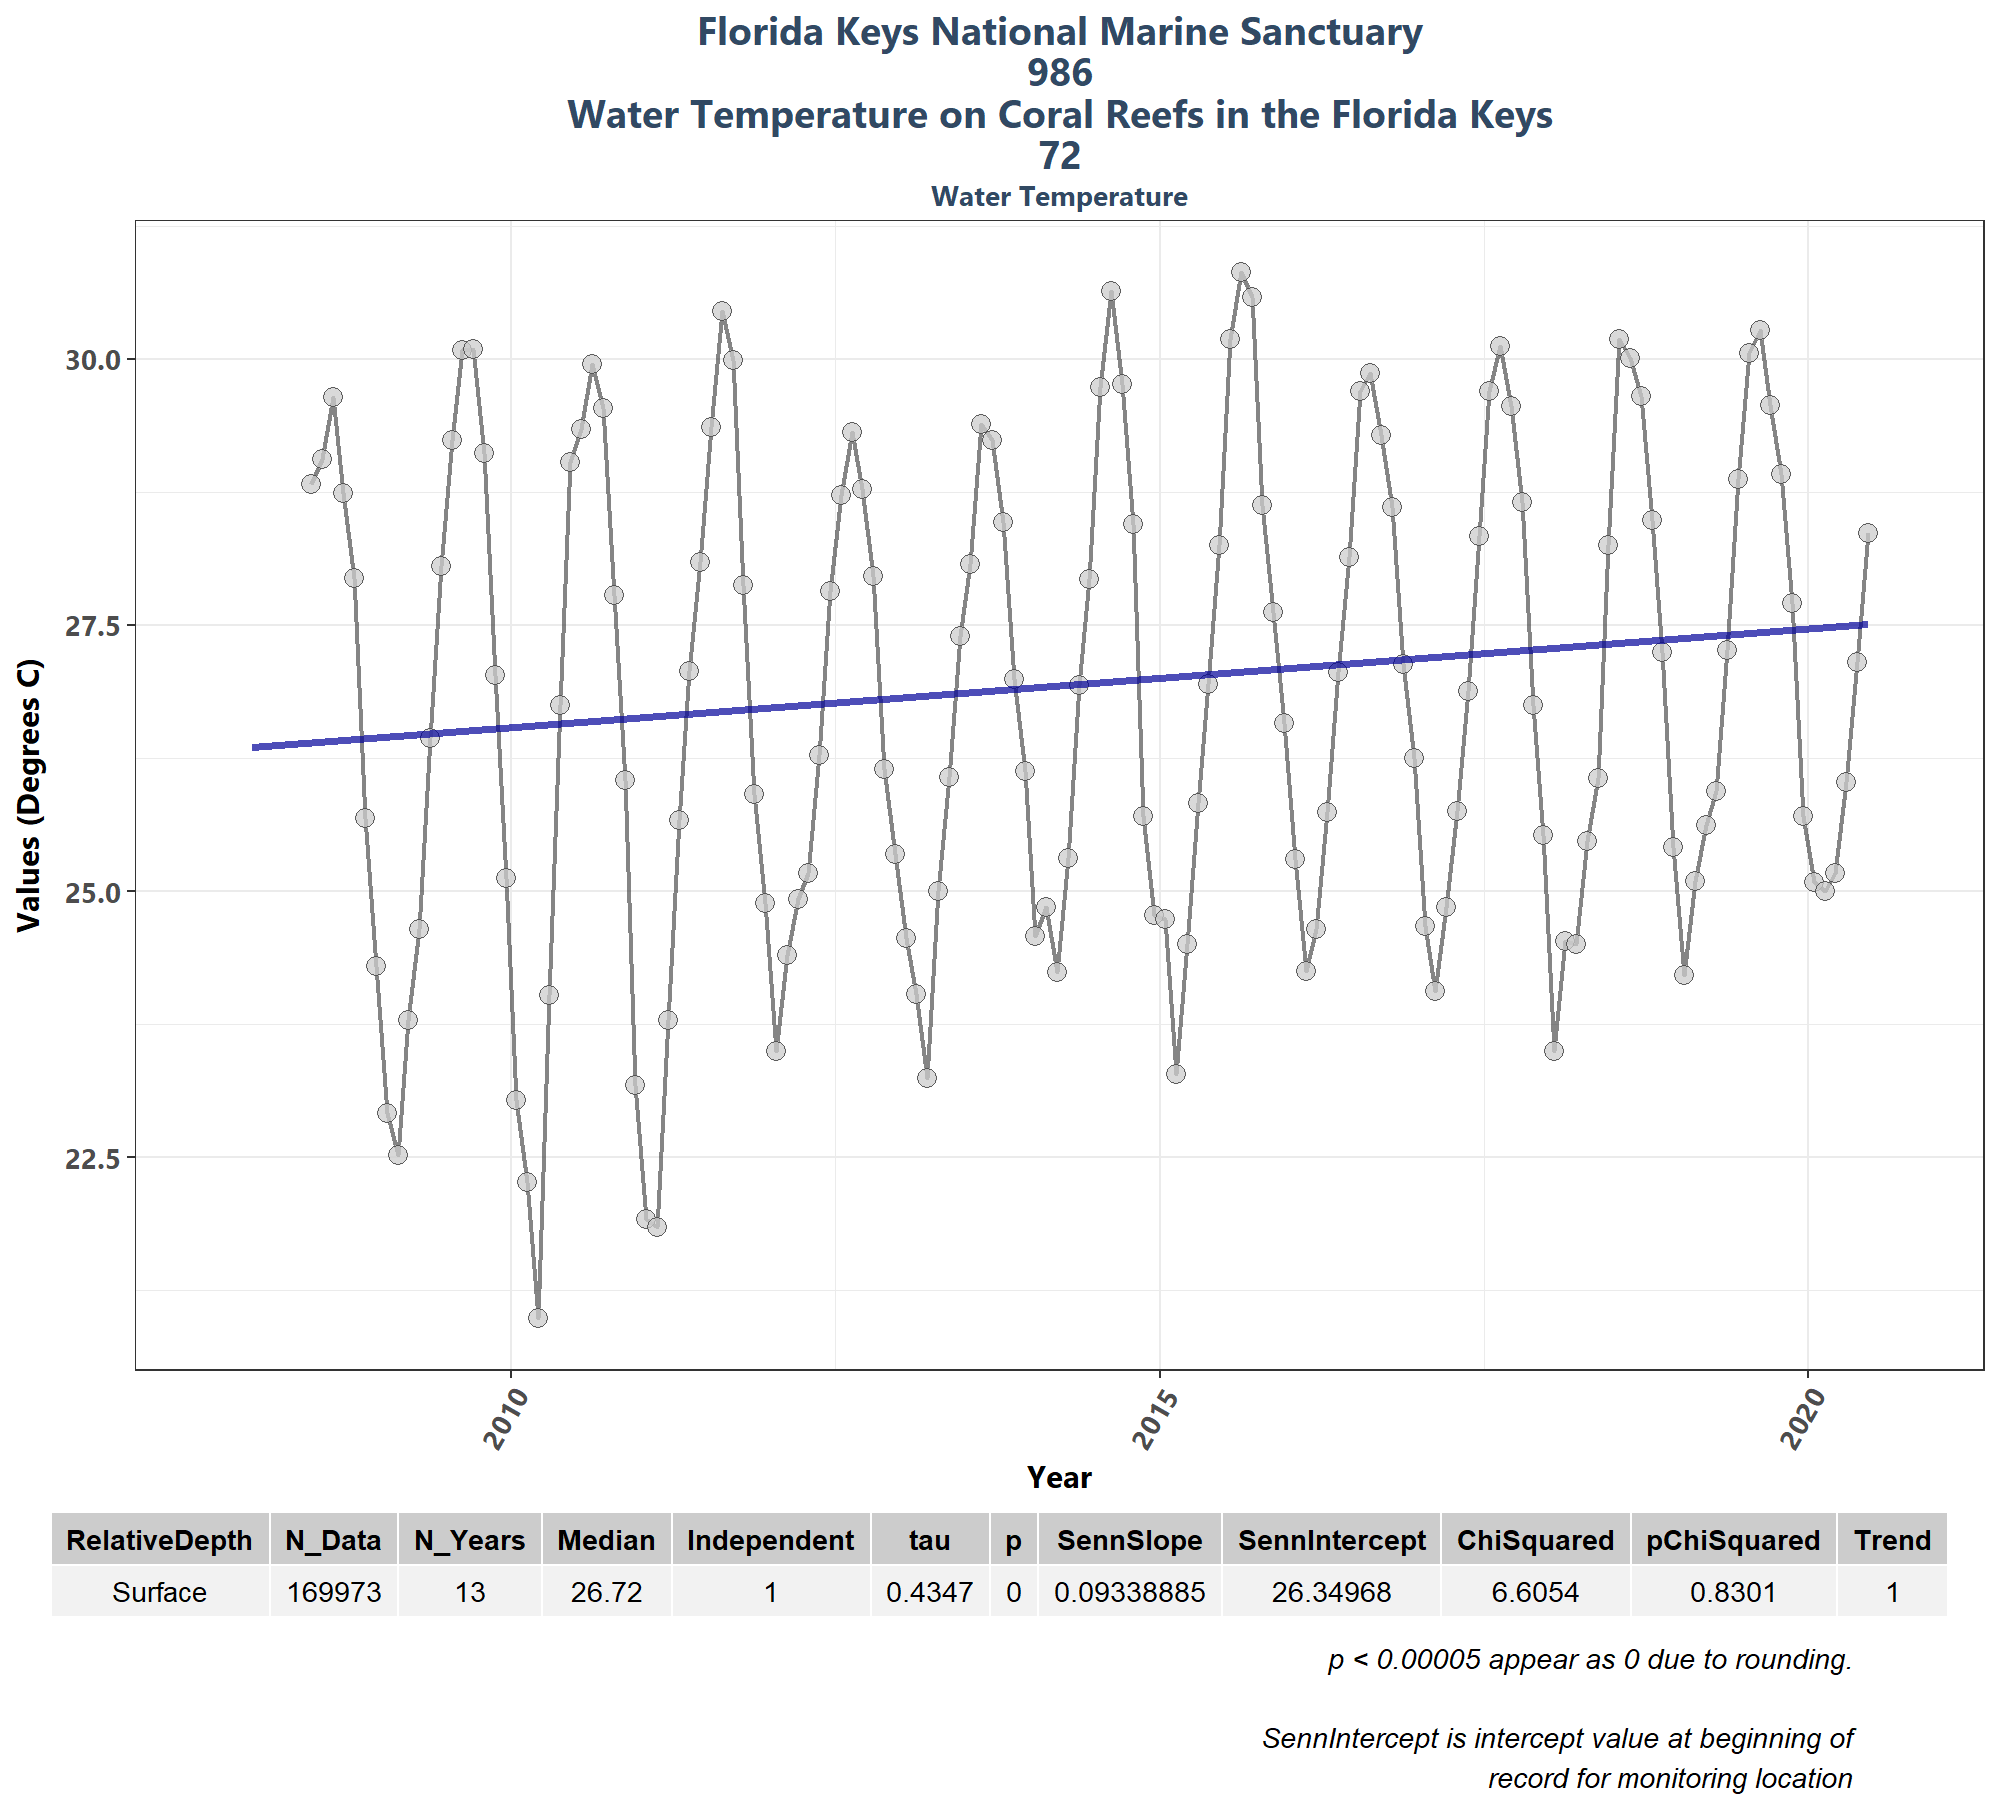 Florida Keys National Marine Sanctuary
986
Water Temperature on Coral Reefs in the Florida Keys
72
Water Temperature
30.0
27.5
25.0
22.5
Values (Degrees C)
2010 2015 2020
Year
RelativeDepth N_Data N_Years Median Independent tau p SennSlope SennIntercept ChiSquared pChiSquared Trend
Surface 169973 13 26.72 1 0.4347 0 0.09338885 26.34968 6.6054 0.8301 1
p < 0.00005 appear as 0 due to rounding.
SennIntercept is intercept value at beginning of
record for monitoring location